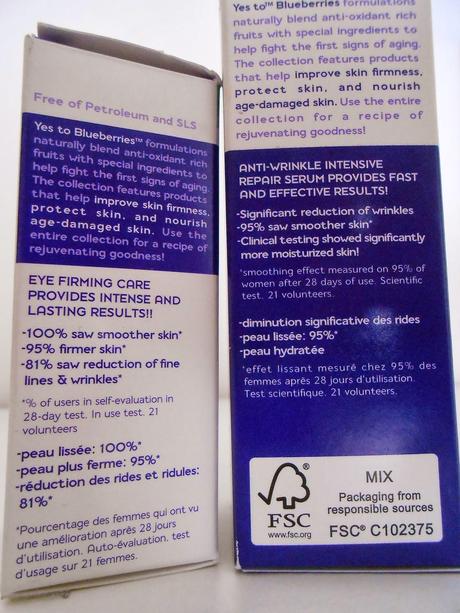 Free of Petroleum and SLS
Yes to Blueberries™ formulations
naturally blend anti-oxidant rich
fruits with special ingredients to
help fight the first signs of aging.
The collection features products
that help improve skin firmness,
protect skin, and nourish
age-damaged skin. Use the
entire collection for a recipe of
rejuvenating goodness!
EYE FIRMING CARE
PROVIDES INTENSE AND
LASTING RESULTS!!
-100% saw smoother skin*
-95% firmer skin*
-81% saw reduction of fine
lines & wrinkles*
*% of users in self-evaluation in
28-day test. In use test. 21
volunteers
-peau lissée: 100%*
-peau plus ferme: 95%*
-réduction des rides et ridules:
81%*
*Pourcentage des femmes qui ont vu
une amélioration après 28 jours
d'utilisation. Auto-évaluation. test
d'usage sur 21 femmes.
Yes to™ Blueberries formulations
naturally blend anti-oxidant rich
fruits with special ingredients to
help fight the first signs of aging.
The collection features products
that help improve skin firmness,
protect skin, and nourish
age-damaged skin. Use the entire
collection for a recipe of
rejuvenating goodness!
ANTI-WRINKLE INTENSIVE
REPAIR SERUM PROVIDES FAST
AND EFFECTIVE RESULTS!
-Significant reduction of wrinkles
-95% saw smoother skin*
-Clinical testing showed significantly
more moisturized skin!
*smoothing effect measured on 95% of
women after 28 days of use. Scientific
test. 21 volunteers.
-diminution significative des rides
-peau lissée: 95%*
-peau hydratée
*effet lissant mesuré chez 95% des
femmes après 28 jours d'utilisation.
Test scientifique. 21 volunteers.
FSC
www.fsc.org
MIX
Packaging from
responsible sources
FSC® C102375